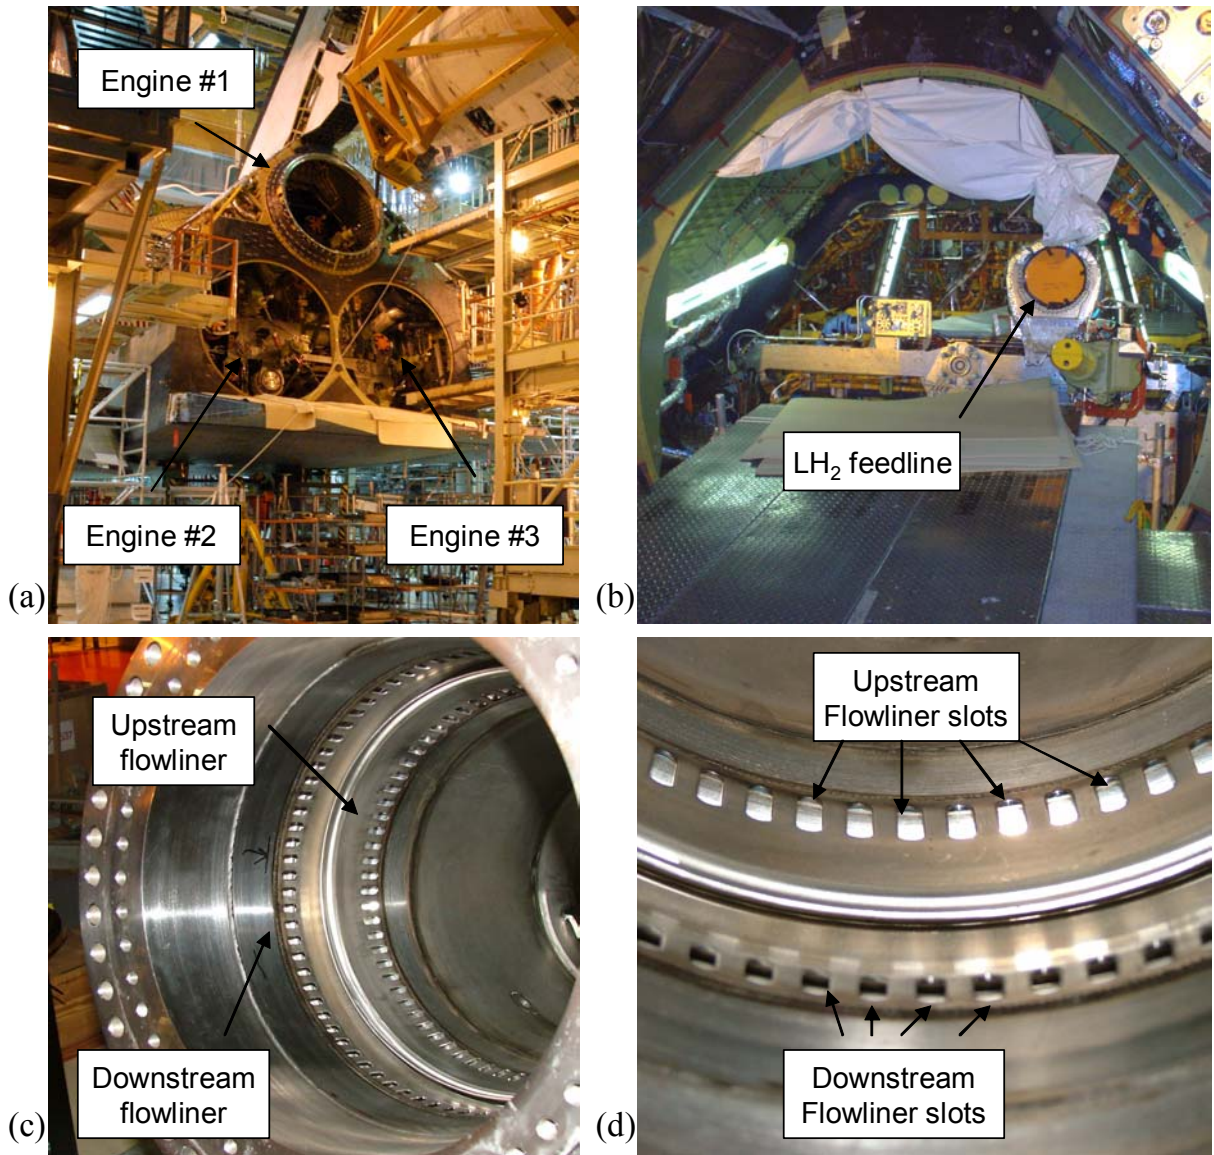 Engine #1
Engine #2
Engine #3
(a)
LH₂ feedline
(b)
Upstream
flowliner
Downstream
flowliner
(c)
Upstream
Flowliner slots
Downstream
Flowliner slots
(d)